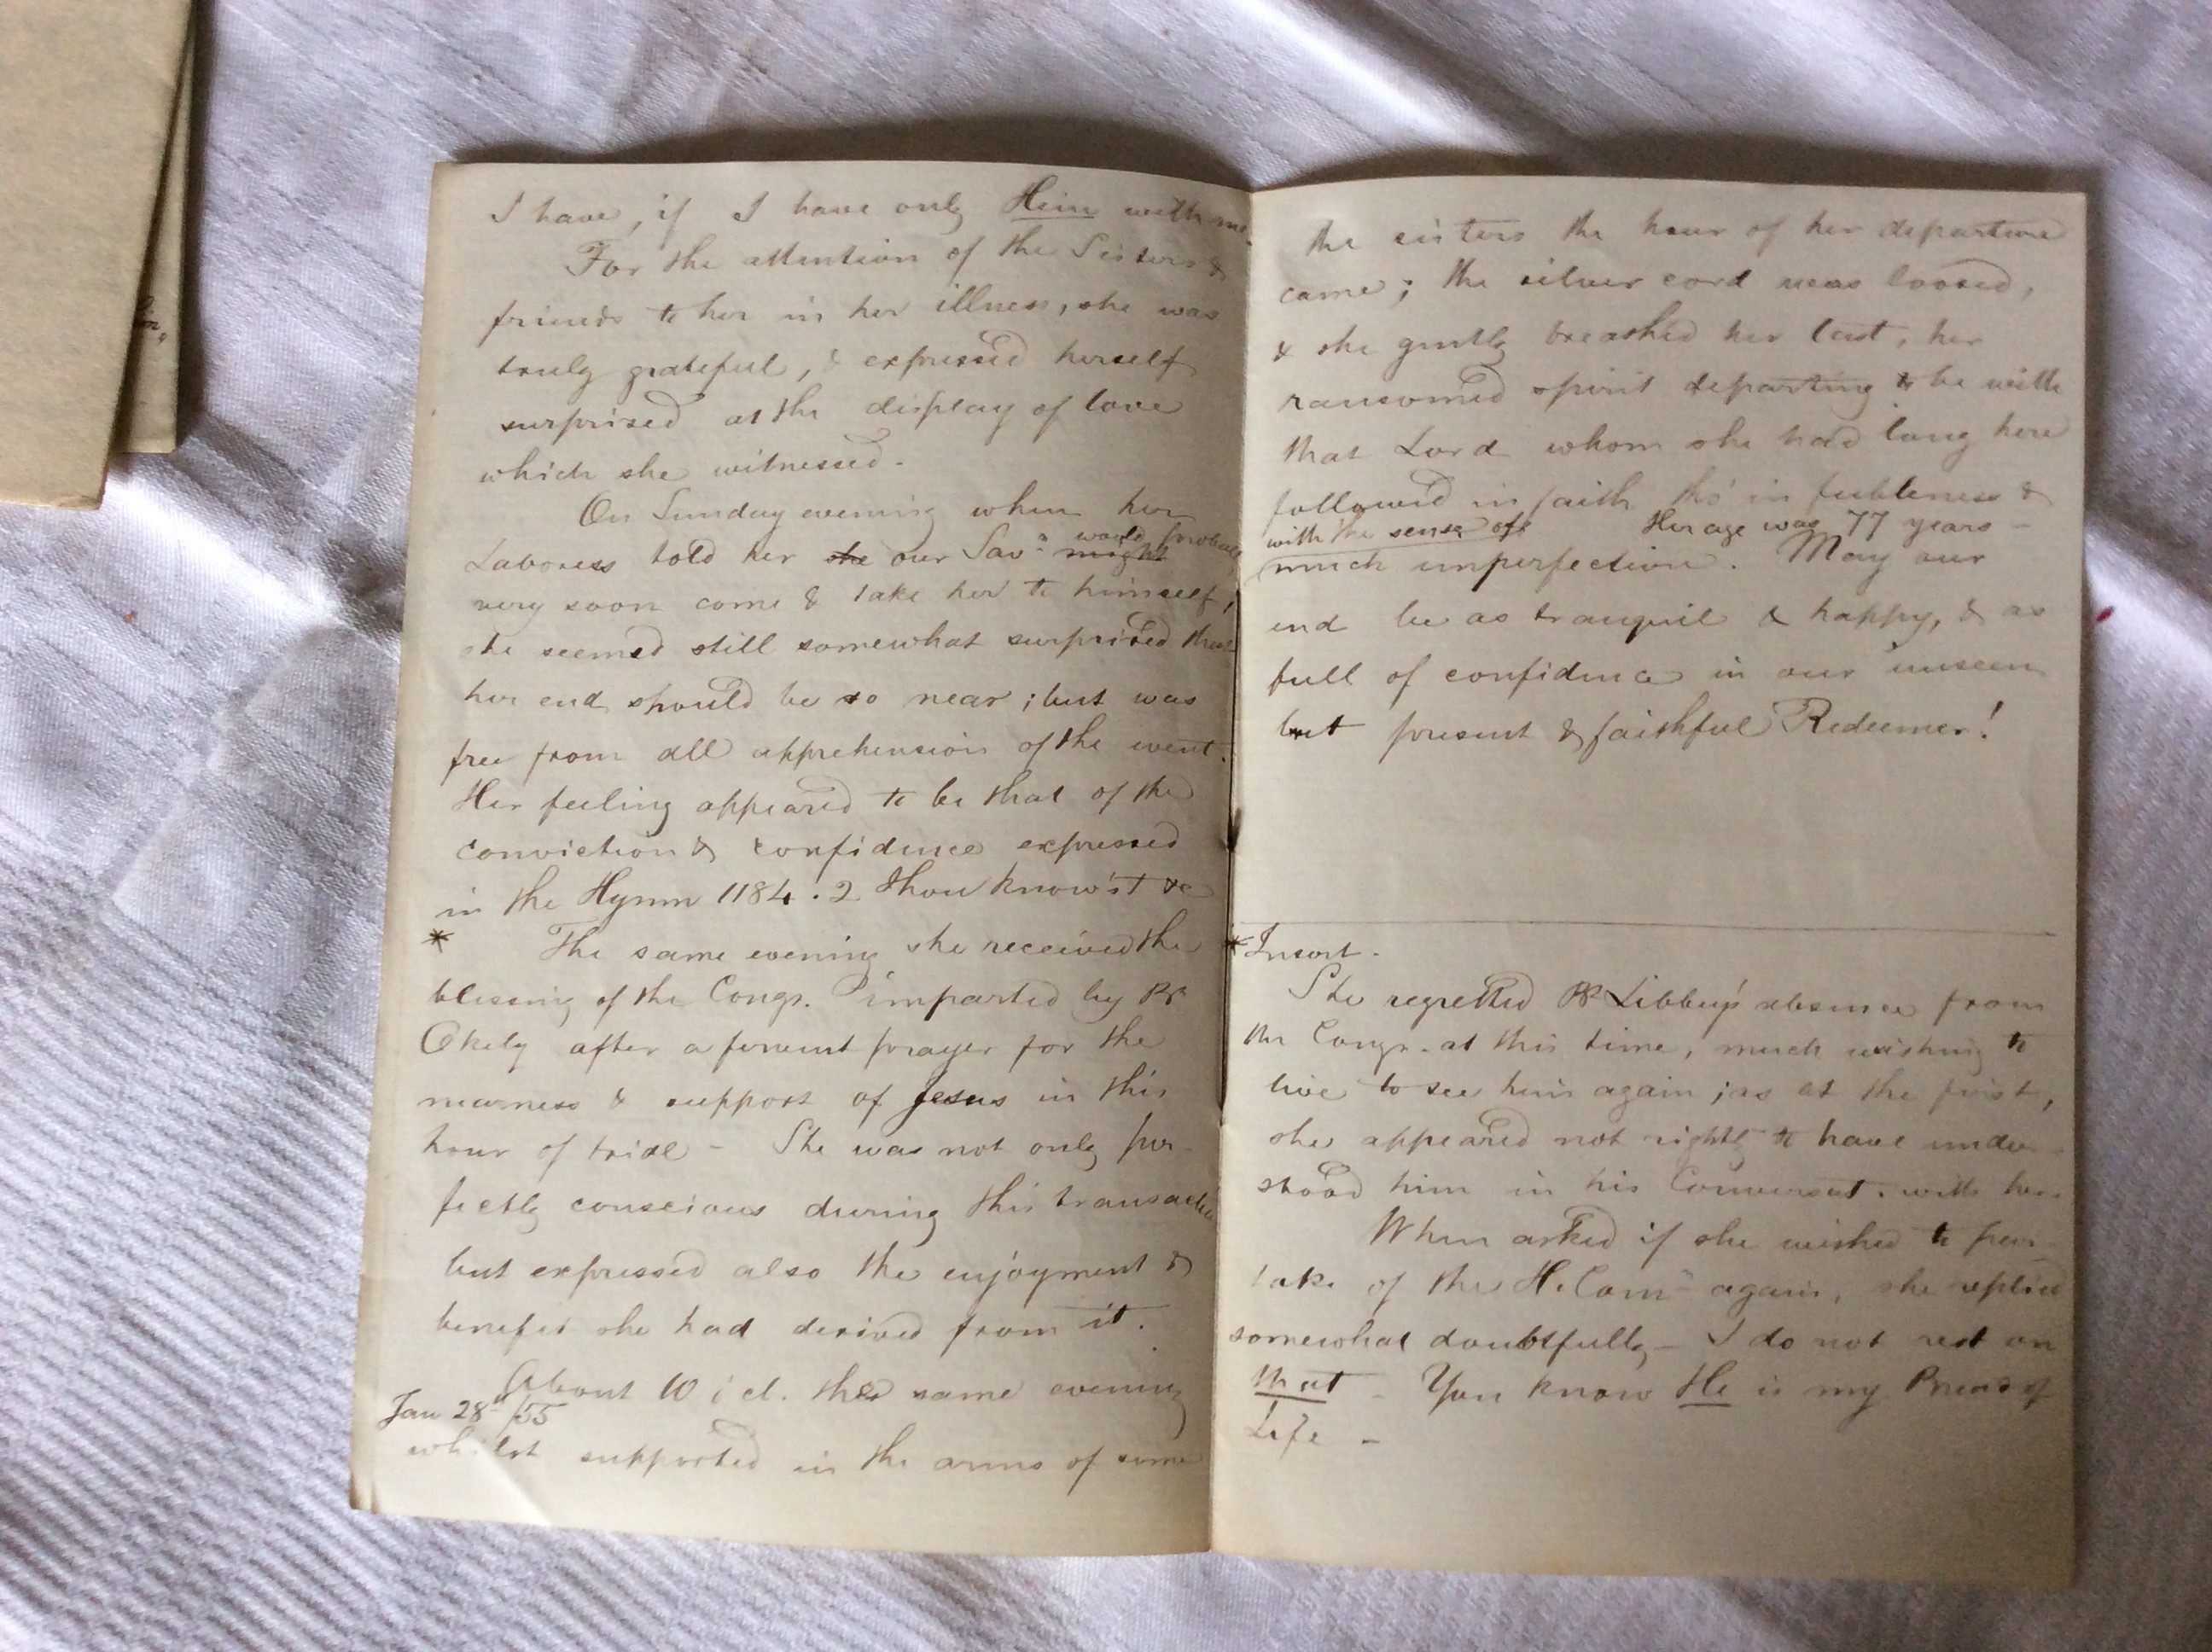 I have, if I have only Him with me.
For the attention of the Sisters &
friends to her in her illness, she was
truly grateful, & expressed herself
surprised at the display of love
which she witnessed.
On Sunday evening when her
would probably
Laboress told her she our Sav.r might
very soon come & take her to himself,
she seemed still somewhat surprised that
her end should be so near; but was
free from all apprehension of the event.
Her feeling appeared to be that of the
conviction & confidence expressed
in the Hymn 1184.2 Thou know'st &c
* The same evening she received the
blessing of the Congr. imparted by Br
Okely after a fervent prayer for the
nearness & support of Jesus in this
hour of trial - She was not only per-
fectly conscious during this transaction
but expressed also the enjoyment &
benefit she had derived from it.
About 10 o'cl. the same evening
Jan 28th /55
whilst supported in the arms of some
the sisters the hour of her departure
came; the silver cord was loosed,
& she gently breathed her last, her
ransomed spirit departing to be with
that Lord whom she had long here
followed in faith tho' in feebleness &
with the sense of Her age was 77 years -
much imperfection. May our
end be as tranquil & happy, & as
full of confidence in our unseen
but present & faithful Redeemer!
* Insert.
She regretted Br Libbey's absence from
the Congr. at this time, much wishing to
live to see him again; as at the first,
she appeared not rightly to have under-
stood him in his Conversat. with her.
When asked if she wished to par-
take of the H. Comn again, she replied
somewhat doubtfully - I do not rest on
that - You know He is my Bread of
Life -